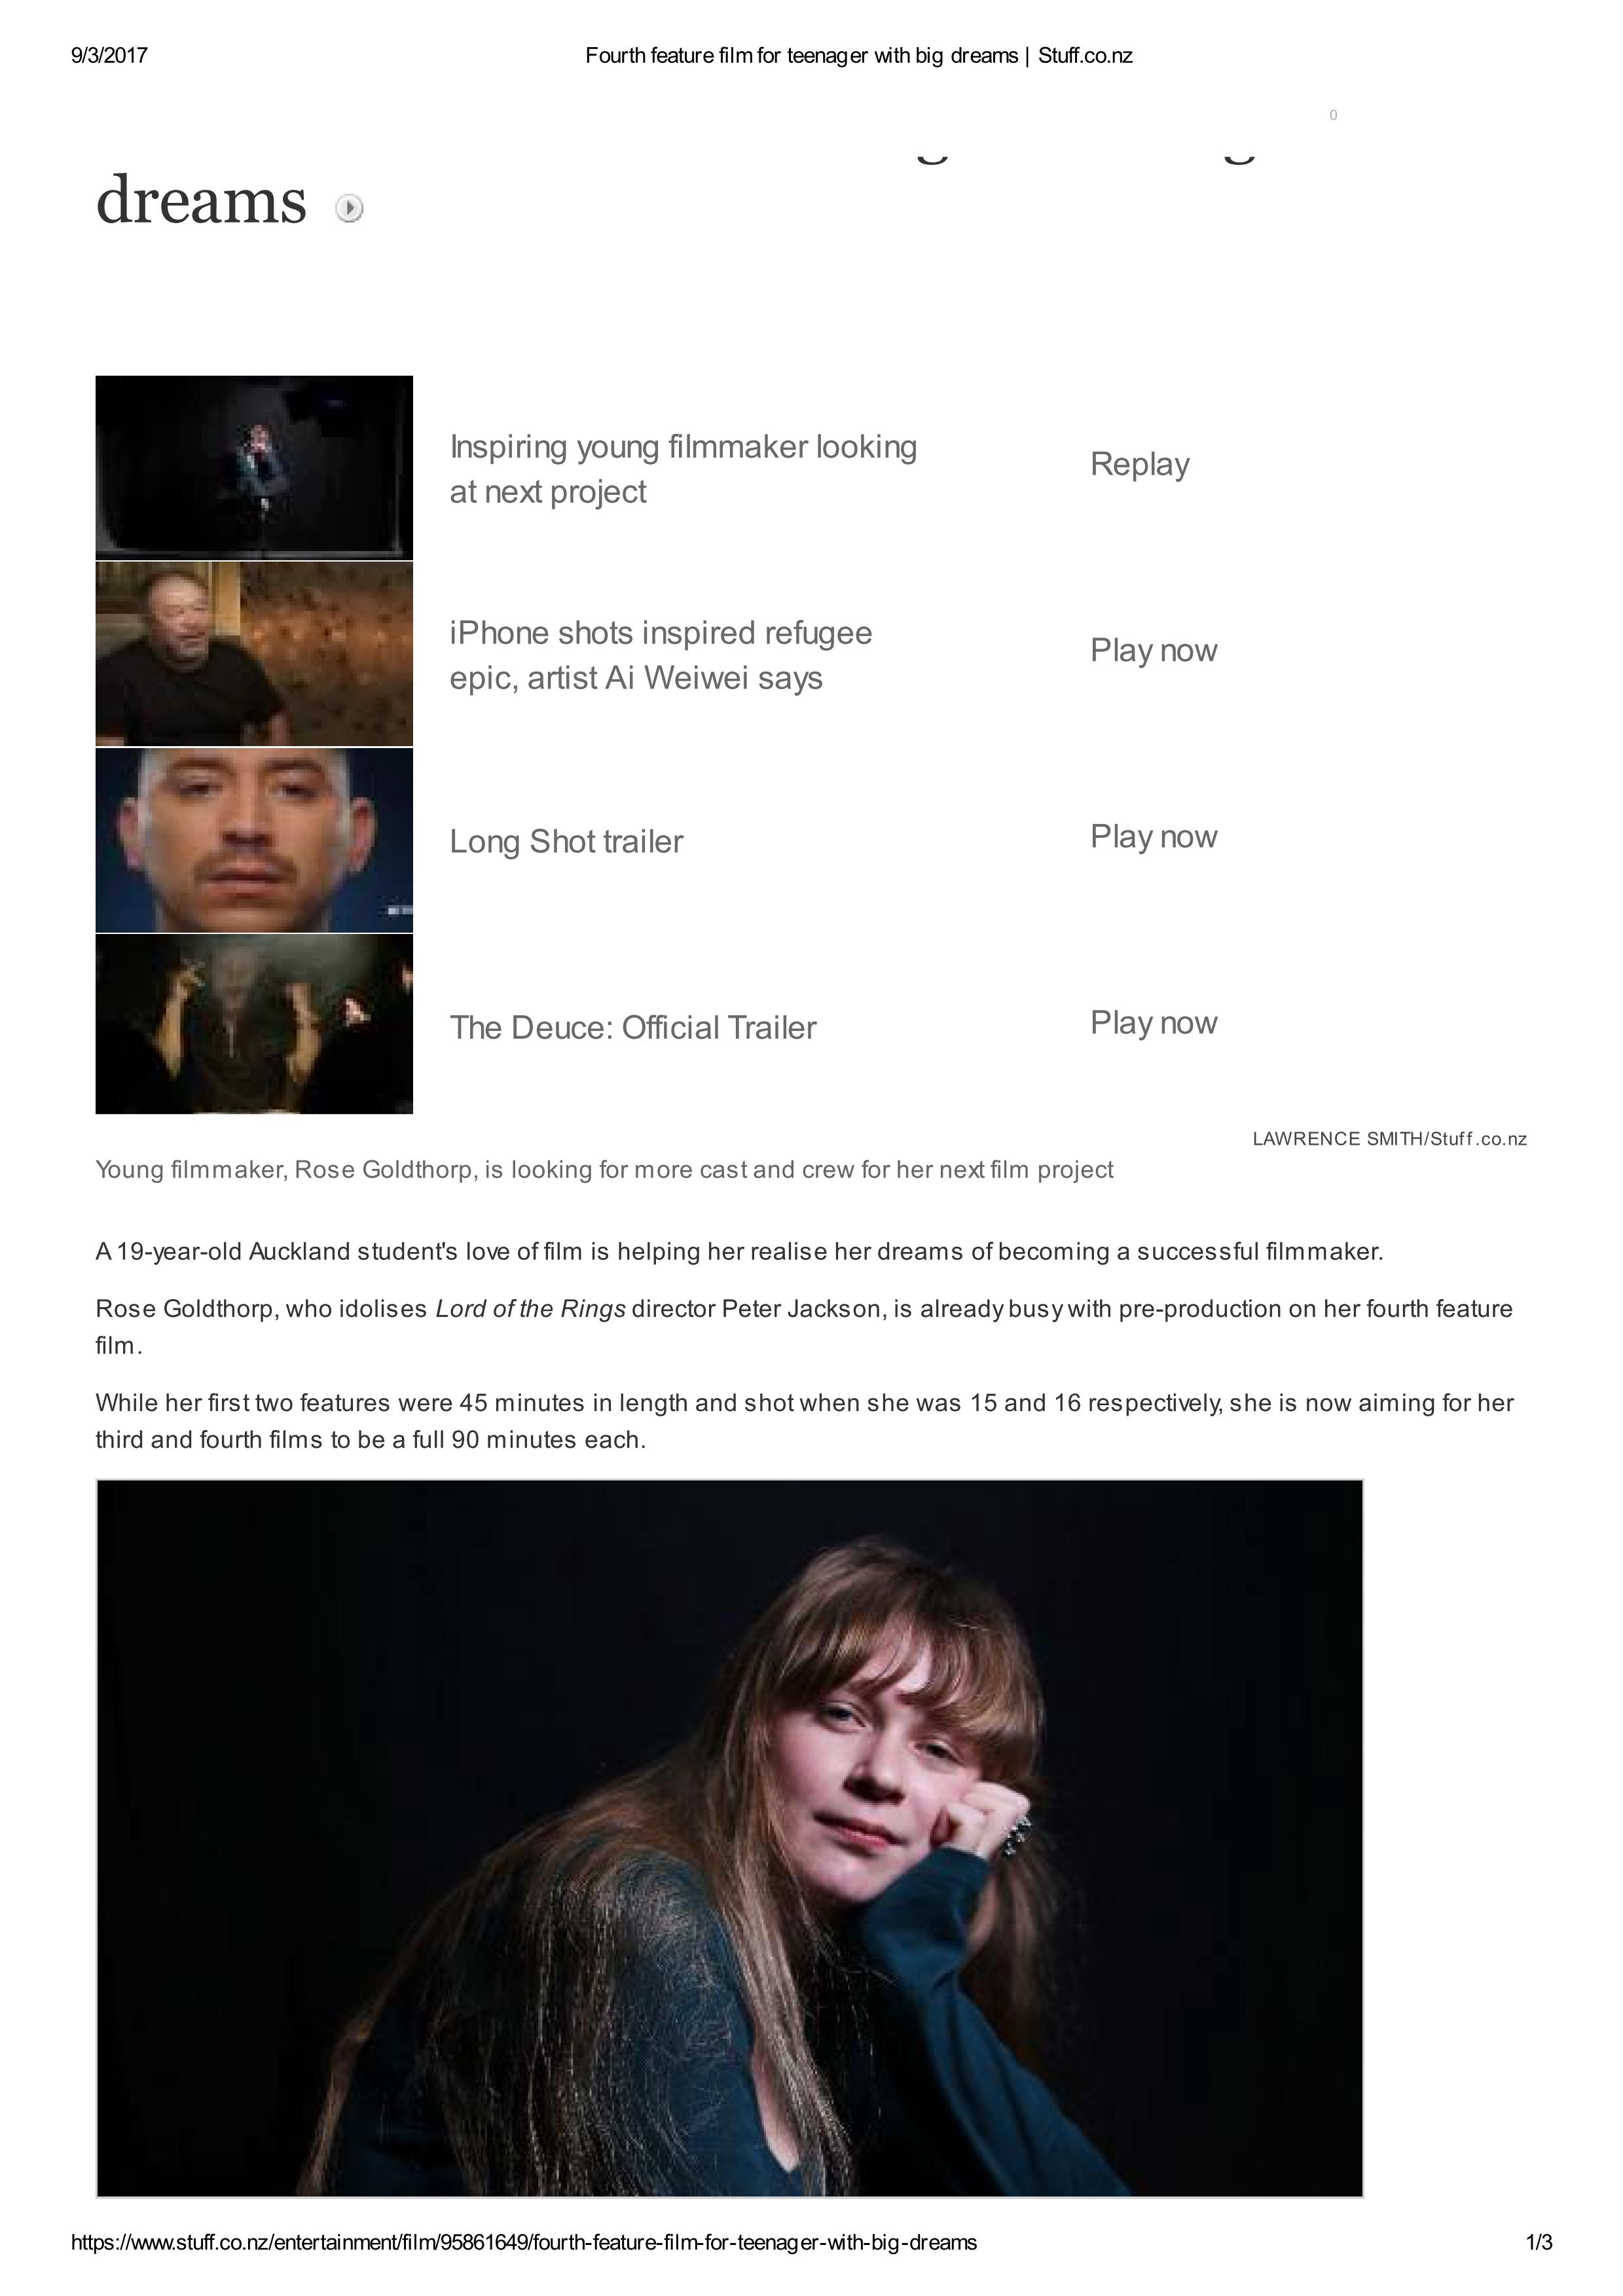 9/3/2017
Fourth feature film for teenager with big dreams | Stuff.co.nz
0
dreams
Inspiring young filmmaker looking
at next project
Replay
iPhone shots inspired refugee
epic, artist Ai Weiwei says
Play now
Long Shot trailer
Play now
The Deuce: Official Trailer
Play now
LAWRENCE SMITH/Stuff.co.nz
Young filmmaker, Rose Goldthorp, is looking for more cast and crew for her next film project
A 19-year-old Auckland student's love of film is helping her realise her dreams of becoming a successful filmmaker.
Rose Goldthorp, who idolises Lord of the Rings director Peter Jackson, is already busy with pre-production on her fourth feature
film.
While her first two features were 45 minutes in length and shot when she was 15 and 16 respectively, she is now aiming for her
third and fourth films to be a full 90 minutes each.
https://www.stuff.co.nz/entertainment/film/95861649/fourth-feature-film-for-teenager-with-big-dreams
1/3